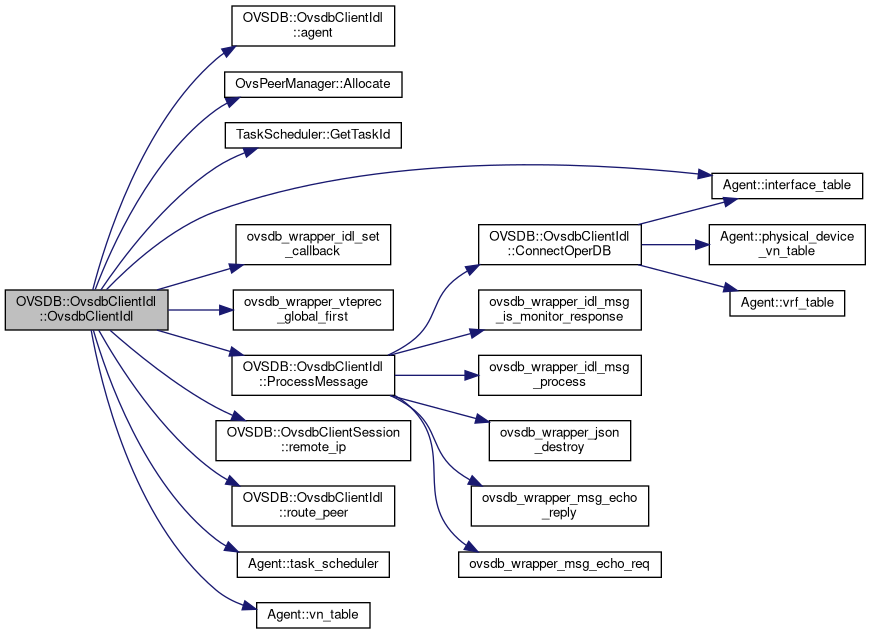 OVSDB::OvsdbClientIdl
::OvsdbClientIdl
OVSDB::OvsdbClientIdl
::agent
OvsPeerManager::Allocate
TaskScheduler::GetTaskId
Agent::interface_table
ovsdb_wrapper_idl_set
_callback
ovsdb_wrapper_vteprec
_global_first
OVSDB::OvsdbClientIdl
::ProcessMessage
OVSDB::OvsdbClientSession
::remote_ip
OVSDB::OvsdbClientIdl
::route_peer
Agent::task_scheduler
Agent::vn_table
OVSDB::OvsdbClientIdl
::ConnectOperDB
ovsdb_wrapper_idl_msg
_is_monitor_response
ovsdb_wrapper_idl_msg
_process
ovsdb_wrapper_json
_destroy
ovsdb_wrapper_msg_echo
_reply
ovsdb_wrapper_msg_echo_req
Agent::physical_device
_vn_table
Agent::vrf_table